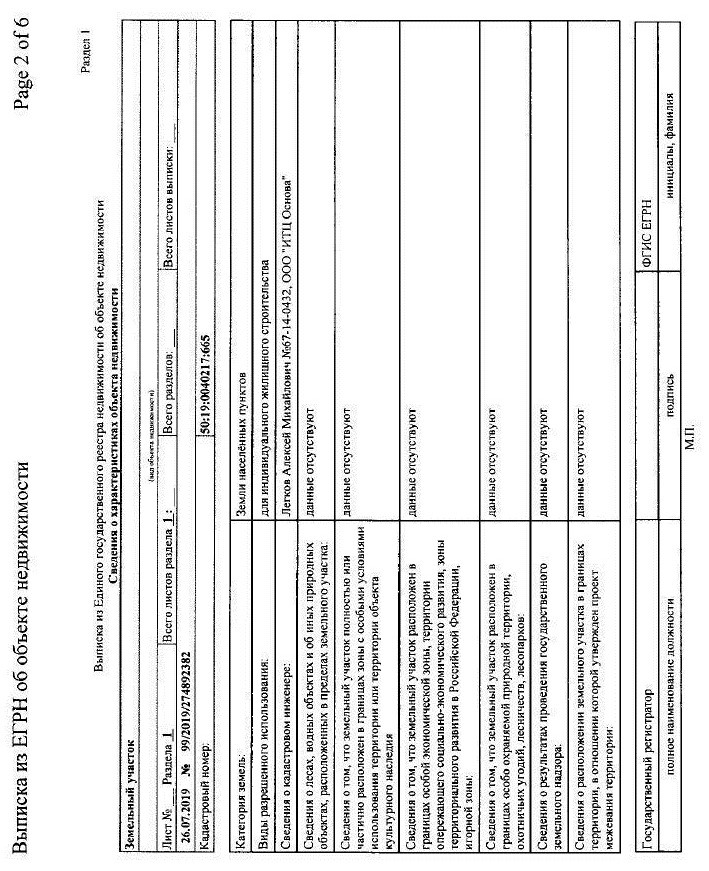 Выписка из ЕГРН об объекте недвижимости Page 2 of 6
Раздел 1
Выписка из Единого государственного реестра недвижимости об объекте недвижимости
Сведения о характеристиках объекта недвижимости
Земельный участок
(вид объекта недвижимости)
Лист № ___ Раздела 1 Всего листов раздела 1 : ___ Всего разделов: ___ Всего листов выписки: ___
26.07.2019 № 99/2019/274892382
Кадастровый номер: 50:19:0040217:665
Категория земель: Земли населённых пунктов
Виды разрешенного использования: для индивидуального жилищного строительства
Сведения о кадастровом инженере: Легков Алексей Михайлович №67-14-0432, ООО "ИТЦ Основа"
Сведения о лесах, водных объектах и об иных природных данные отсутствуют
объектах, расположенных в пределах земельного участка:
Сведения о том, что земельный участок полностью или данные отсутствуют
частично расположен в границах зоны с особыми условиями
использования территории или территории объекта
культурного наследия
Сведения о том, что земельный участок расположен в данные отсутствуют
границах особой экономической зоны, территории
опережающего социально-экономического развития, зоны
территориального развития в Российской Федерации,
игорной зоны:
Сведения о том, что земельный участок расположен в данные отсутствуют
границах особо охраняемой природной территории,
охотничьих угодий, лесничеств, лесопарков:
Сведения о результатах проведения государственного данные отсутствуют
земельного надзора:
Сведения о расположении земельного участка в границах данные отсутствуют
территории, в отношении которой утвержден проект
межевания территории:
Государственный регистратор ФГИС ЕГРН
полное наименование должности подпись инициалы, фамилия
М.П.